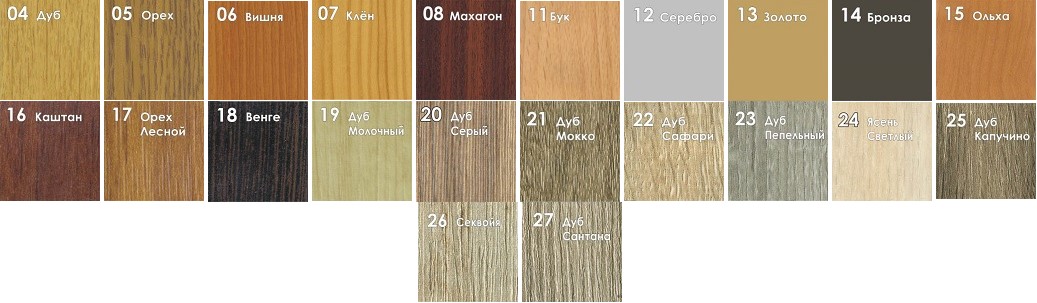 04 Дуб
05 Орех
06 Вишня
07 Клён
08 Махагон
11 Бук
12 Серебро
13 Золото
14 Бронза
15 Ольха
16 Каштан
17 Орех
Лесной
18 Венге
19 Дуб
Молочный
20 Дуб
Серый
21 Дуб
Мокко
22 Дуб
Сафари
23 Дуб
Пепельный
24 Ясень
Светлый
25 Дуб
Капучино
26 Секвойя
27 Дуб
Сантана